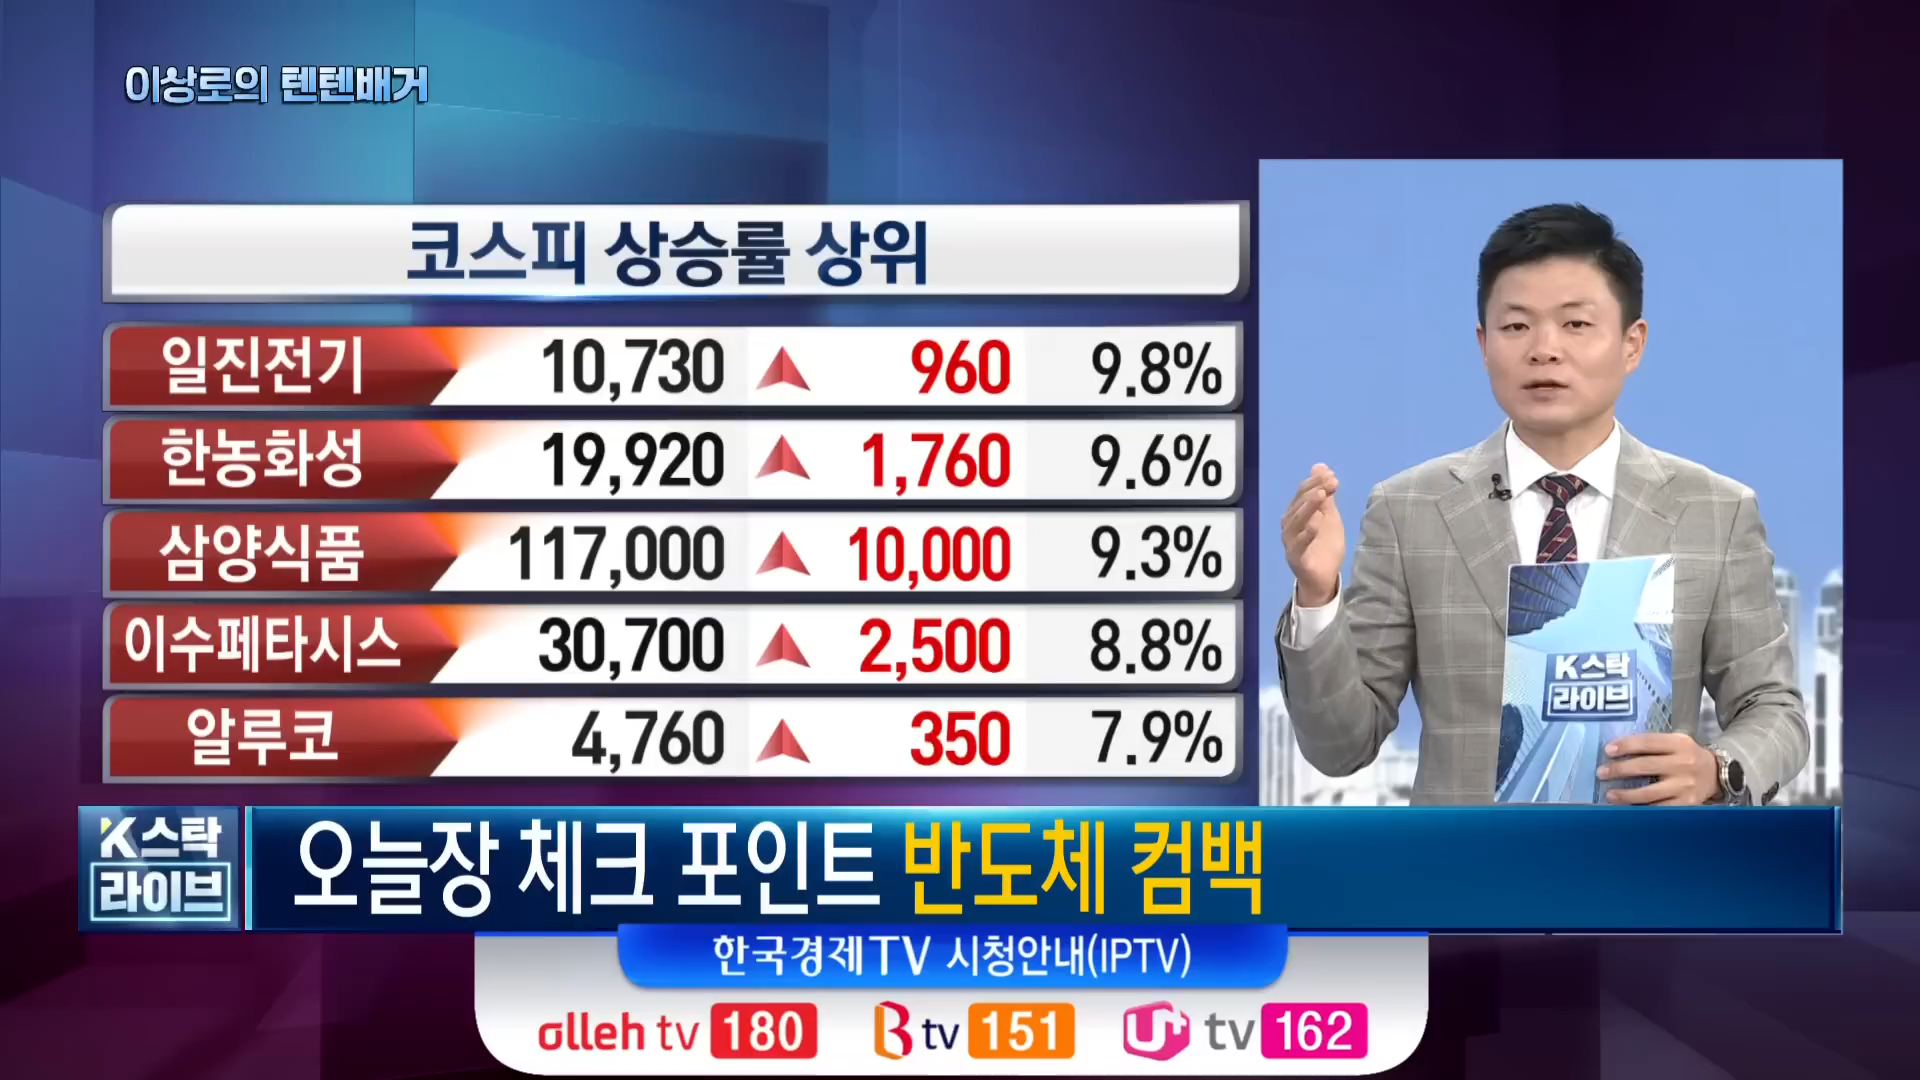 이상로의 텐텐배거
코스피 상승률 상위
일진전기 10,730 960 9.8%
한농화성 19,920 1,760 9.6%
삼양식품 117,000 10,000 9.3%
이수페타시스 30,700 2,500 8.8%
알루코 4,760 350 7.9%
K스탁
라이브
K스탁
라이브
오늘장 체크 포인트 반도체 컴백
한국경제TV 시청안내(IPTV)
olleh tv 180 B tv 151 U+ tv 162